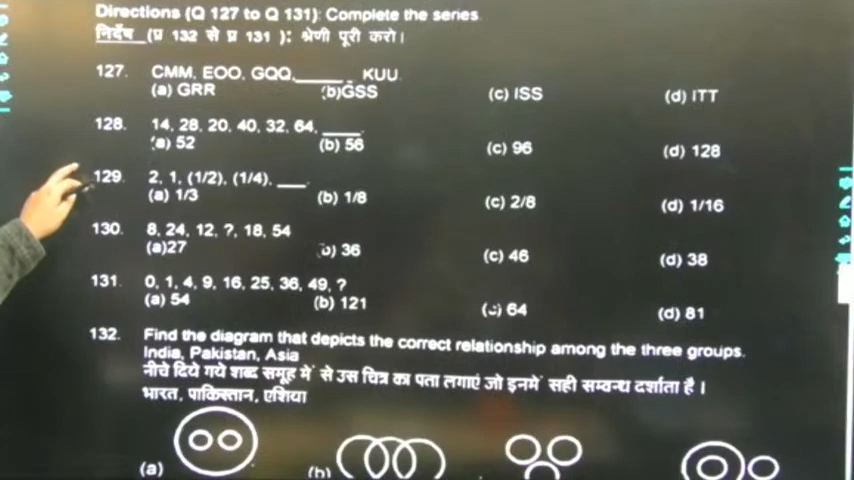 Directions (Q 127 to Q 131): Complete the series.
निर्देष (प्र 132 से प्र 131 ): श्रेणी पूरी करो।
127. CMM, EOO, GQQ,_____, KUU.
(a) GRR (b)GSS (c) ISS (d) ITT
128. 14, 28, 20, 40, 32, 64, ____.
(a) 52 (b) 56 (c) 96 (d) 128
129. 2, 1, (1/2), (1/4), ___.
(a) 1/3 (b) 1/8 (c) 2/8 (d) 1/16
130. 8, 24, 12, ?, 18, 54
(a)27 (b) 36 (c) 46 (d) 38
131. 0, 1, 4, 9, 16, 25, 36, 49, ?
(a) 54 (b) 121 (c) 64 (d) 81
132. Find the diagram that depicts the correct relationship among the three groups.
India, Pakistan, Asia
नीचे दिये गये शब्द समूह में से उस चित्र का पता लगाएं जो इनमें सही सम्वन्ध दर्शाता है।
भारत, पाकिस्तान, एशिया
(a) (b)